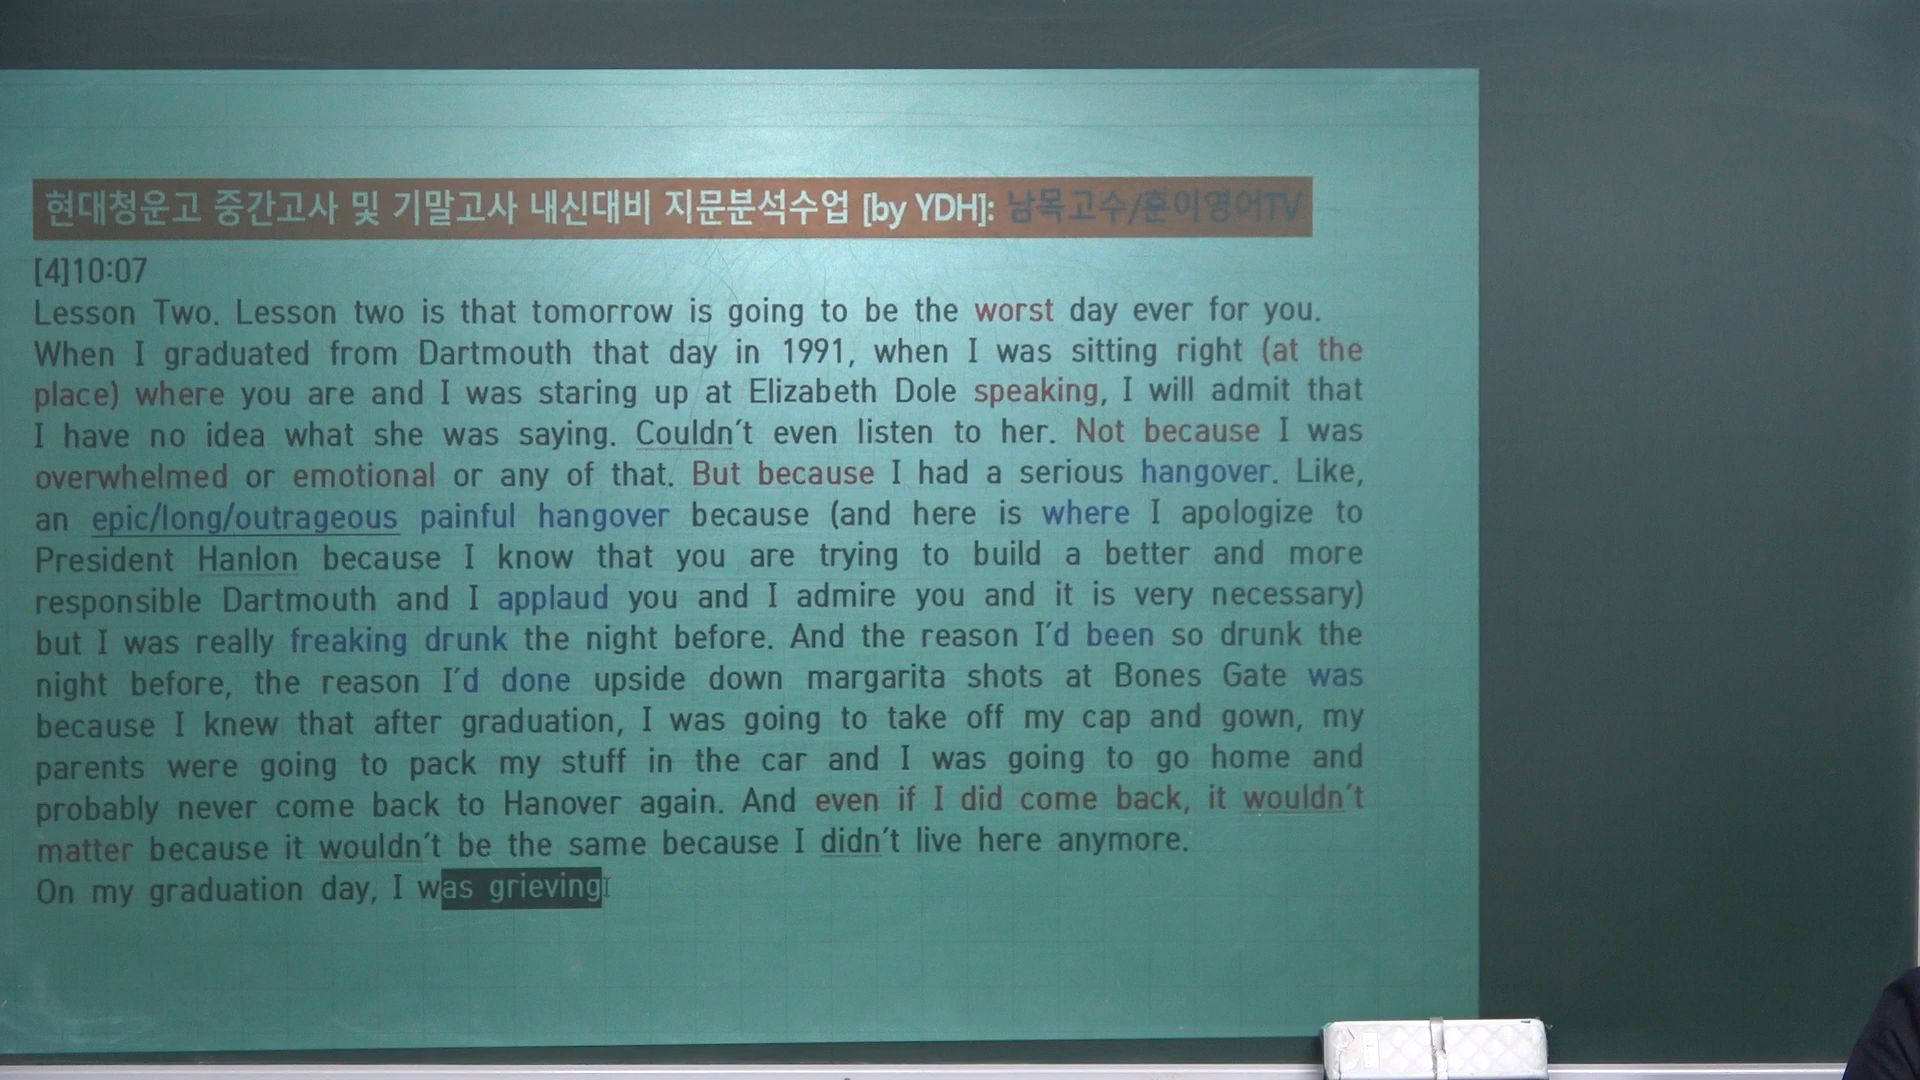 현대청운고 중간고사 및 기말고사 내신대비 지문분석수업 [by YDH]: 남목고수/훈이영어TV
[4]10:07
Lesson Two. Lesson two is that tomorrow is going to be the worst day ever for you.
When I graduated from Dartmouth that day in 1991, when I was sitting right (at the
place) where you are and I was staring up at Elizabeth Dole speaking, I will admit that
I have no idea what she was saying. Couldn't even listen to her. Not because I was
overwhelmed or emotional or any of that. But because I had a serious hangover. Like,
an epic/long/outrageous painful hangover because (and here is where I apologize to
President Hanlon because I know that you are trying to build a better and more
responsible Dartmouth and I applaud you and I admire you and it is very necessary)
but I was really freaking drunk the night before. And the reason I'd been so drunk the
night before, the reason I'd done upside down margarita shots at Bones Gate was
because I knew that after graduation, I was going to take off my cap and gown, my
parents were going to pack my stuff in the car and I was going to go home and
probably never come back to Hanover again. And even if I did come back, it wouldn't
matter because it wouldn't be the same because I didn't live here anymore.
On my graduation day, I was grieving